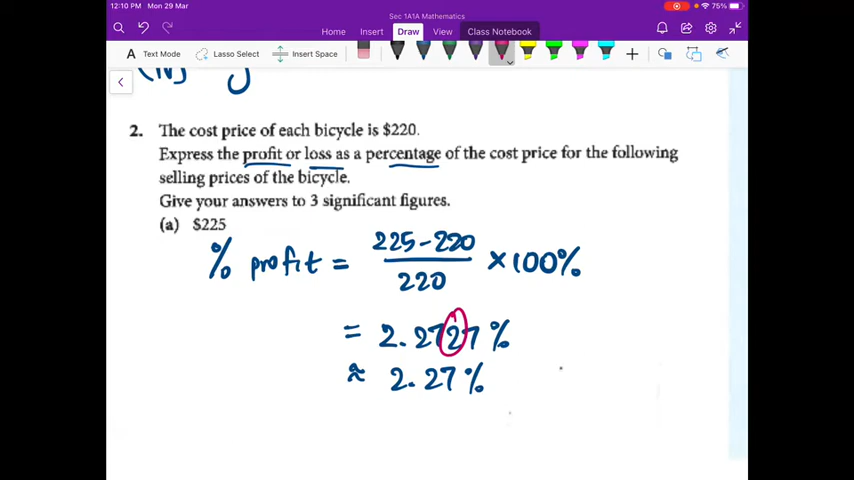 12:10 PM Mon 29 Mar
75%
Sec 1A1A Mathematics
Home Insert Draw View Class Notebook
A Text Mode Lasso Select Insert Space
2. The cost price of each bicycle is $220.
Express the profit or loss as a percentage of the cost price for the following
selling prices of the bicycle.
Give your answers to 3 significant figures.
(a) $225
% profit = 225-220 / 220 × 100%
= 2.2727 %
≈ 2.27 %